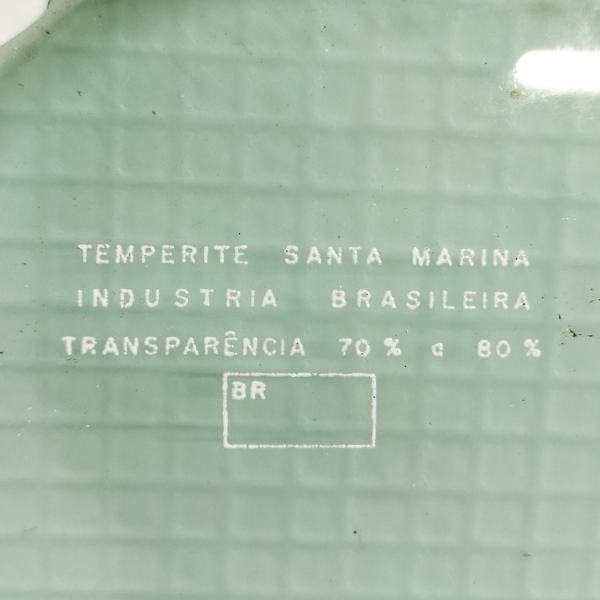 TEMPERITE SANTA MARINA
INDUSTRIA BRASILEIRA
TRANSPARÊNCIA 70% a 80%
BR